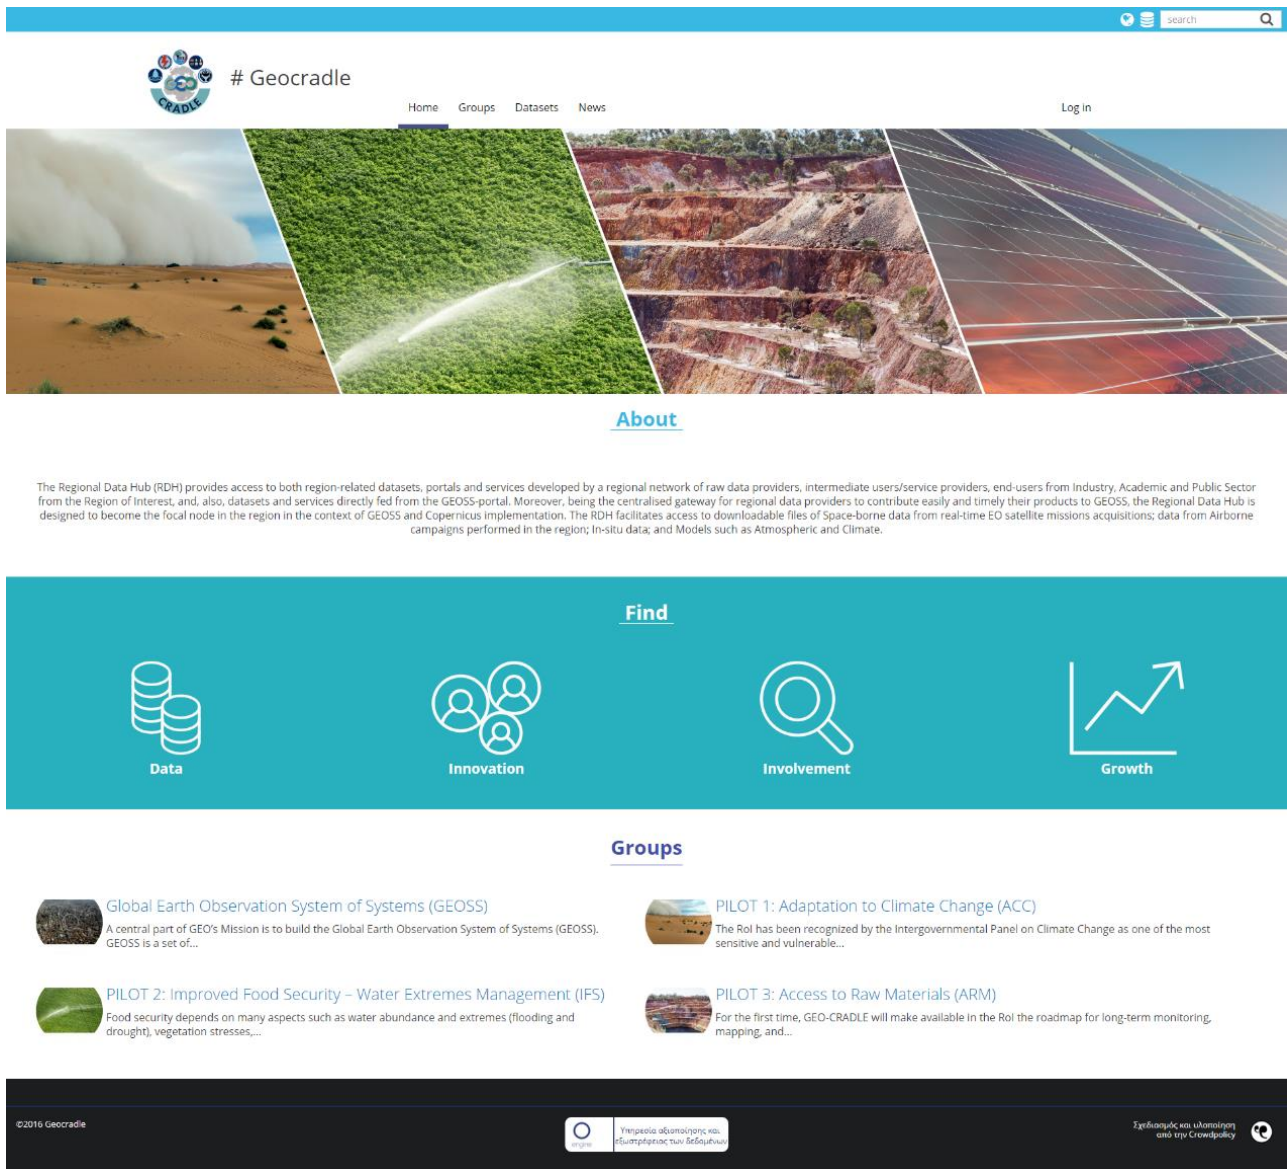 search
GEO
CRADLE
# Geocradle
Home Groups Datasets News
Log in
About
The Regional Data Hub (RDH) provides access to both region-related datasets, portals and services developed by a regional network of raw data providers, intermediate users/service providers, end-users from Industry, Academic and Public Sector
from the Region of Interest, and, also, datasets and services directly fed from the GEOSS-portal. Moreover, being the centralised gateway for regional data providers to contribute easily and timely their products to GEOSS, the Regional Data Hub is
designed to become the focal node in the region in the context of GEOSS and Copernicus implementation. The RDH facilitates access to downloadable files of Space-borne data from real-time EO satellite missions acquisitions; data from Airborne
campaigns performed in the region; In-situ data; and Models such as Atmospheric and Climate.
Find
Data
Innovation
Involvement
Growth
Groups
Global Earth Observation System of Systems (GEOSS)
A central part of GEO's Mission is to build the Global Earth Observation System of Systems (GEOSS).
GEOSS is a set of...
PILOT 1: Adaptation to Climate Change (ACC)
The RoI has been recognized by the Intergovernmental Panel on Climate Change as one of the most
sensitive and vulnerable...
PILOT 2: Improved Food Security – Water Extremes Management (IFS)
Food security depends on many aspects such as water abundance and extremes (flooding and
drought), vegetation stresses,...
PILOT 3: Access to Raw Materials (ARM)
For the first time, GEO-CRADLE will make available in the RoI the roadmap for long-term monitoring,
mapping, and...
©2016 Geocradle
engine
Υπηρεσία αξιοποίησης και
εξωστρέφειας των δεδομένων
Σχεδιασμός και υλοποίηση
από την Crowdpolicy